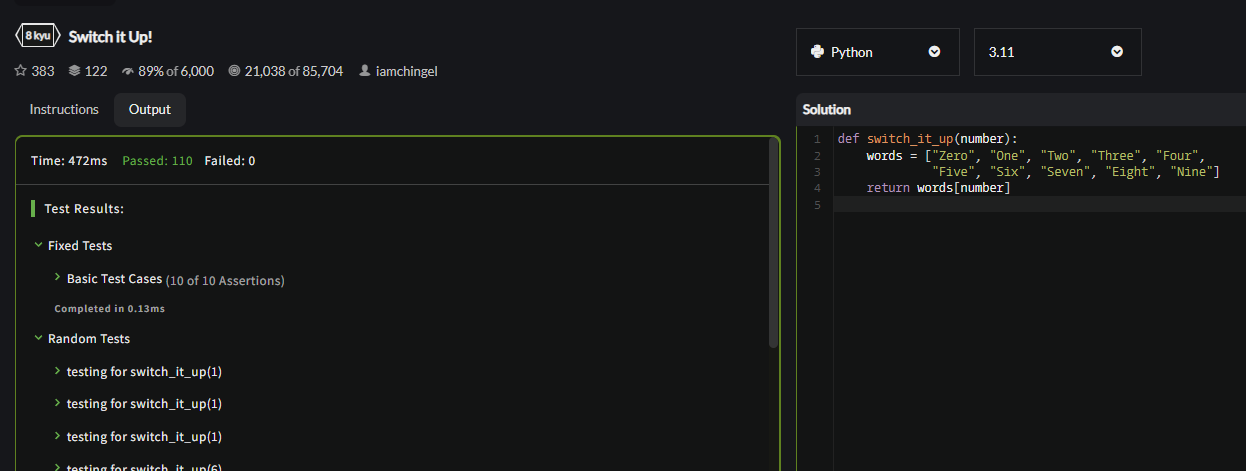 8 kyu Switch it Up!
383 122 89% of 6,000 21,038 of 85,704 iamchingel
Python 3.11
Instructions Output
Time: 472ms Passed: 110 Failed: 0
Test Results:
Fixed Tests
Basic Test Cases (10 of 10 Assertions)
Completed in 0.13ms
Random Tests
testing for switch_it_up(1)
testing for switch_it_up(1)
testing for switch_it_up(1)
testing for switch_it_up(6)
Solution
1 def switch_it_up(number):
2 words = ["Zero", "One", "Two", "Three", "Four",
3 "Five", "Six", "Seven", "Eight", "Nine"]
4 return words[number]
5